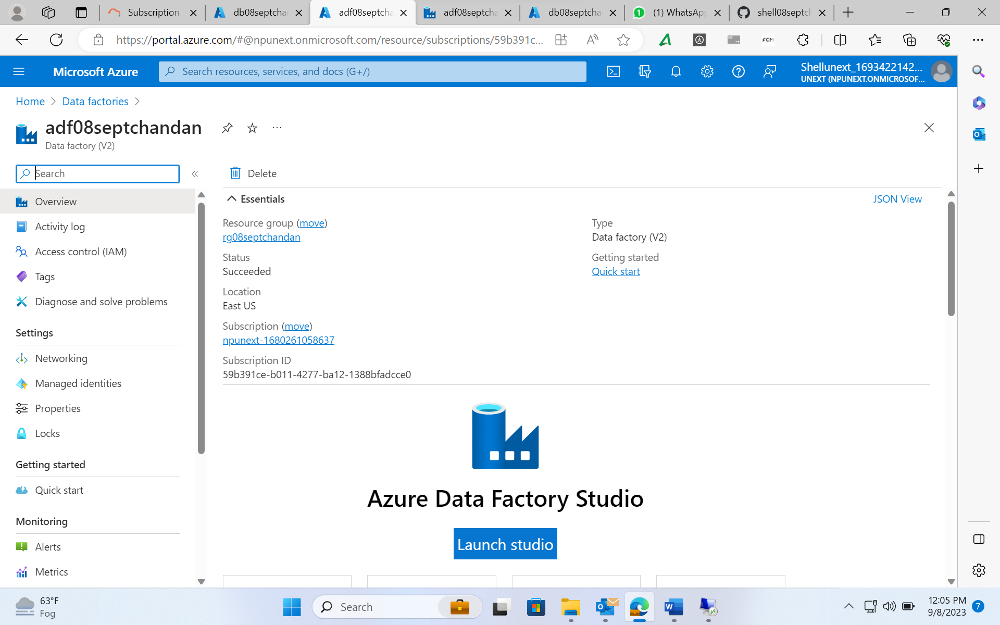 Subscription
db08septcha
adf08septcha
adf08septcha
db08septcha
(1) WhatsApp
shell08septch
https://portal.azure.com/#@npunext.onmicrosoft.com/resource/subscriptions/59b391c...
FCM
Microsoft Azure
Search resources, services, and docs (G+/)
Shellunext_1693422142...
UNEXT (NPUNEXT.ONMICROSOF...
Home
Data factories
adf08septchandan
Data factory (V2)
Search
Delete
Overview
Activity log
Access control (IAM)
Tags
Diagnose and solve problems
Settings
Networking
Managed identities
Properties
Locks
Getting started
Quick start
Monitoring
Alerts
Metrics
Essentials
JSON View
Resource group (move)
rg08septchandan
Status
Succeeded
Location
East US
Subscription (move)
npunext-1680261058637
Subscription ID
59b391ce-b011-4277-ba12-1388bfadcce0
Type
Data factory (V2)
Getting started
Quick start
Azure Data Factory Studio
Launch studio
63°F
Fog
Search
12:05 PM
9/8/2023
7